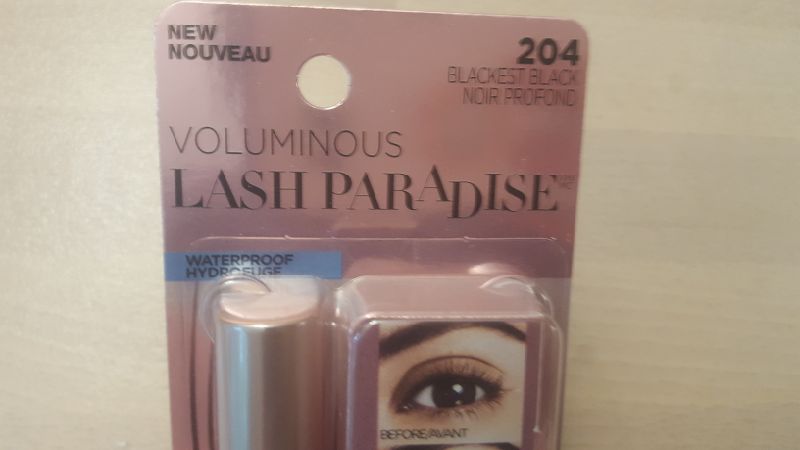 NEW
NOUVEAU
204
BLACKEST BLACK
NOIR PROFOND
VOLUMINOUS
LASH PARADISE
WATERPROOF
HYDROFUGE
BEFORE/AVANT